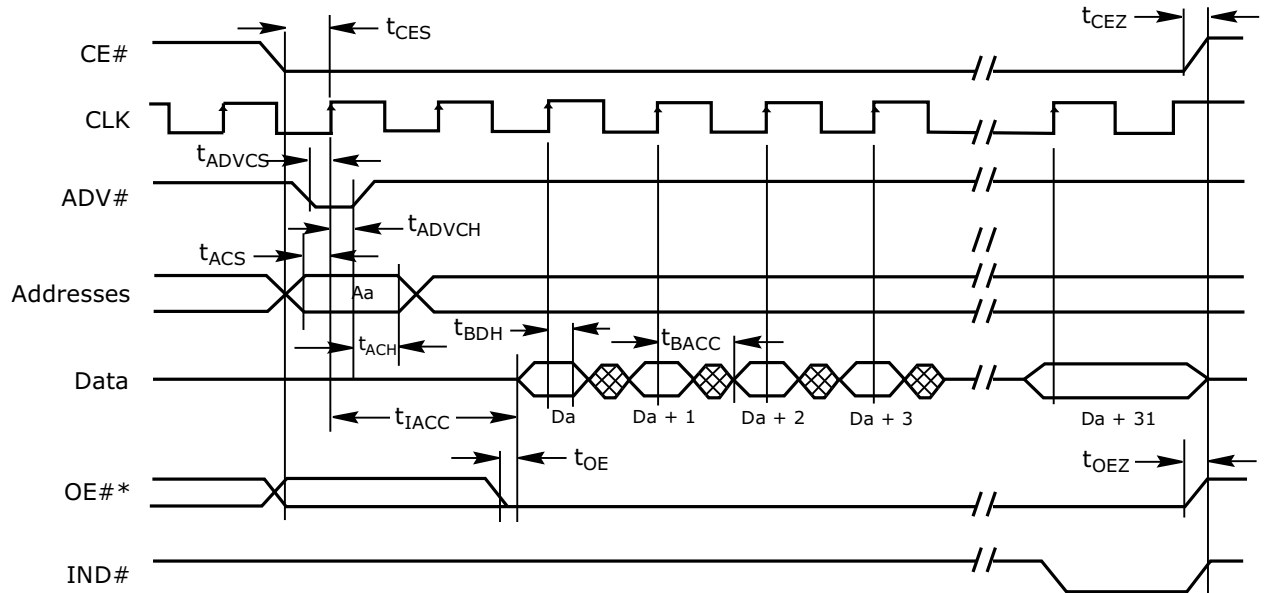 tCES
tCEZ
CE#
CLK
tADVCS
ADV#
tADVCH
tACS
Addresses
Aa
tBDH
tBACC
tACH
Data
Da
Da + 1
Da + 2
Da + 3
Da + 31
tIACC
tOE
tOEZ
OE#*
IND#